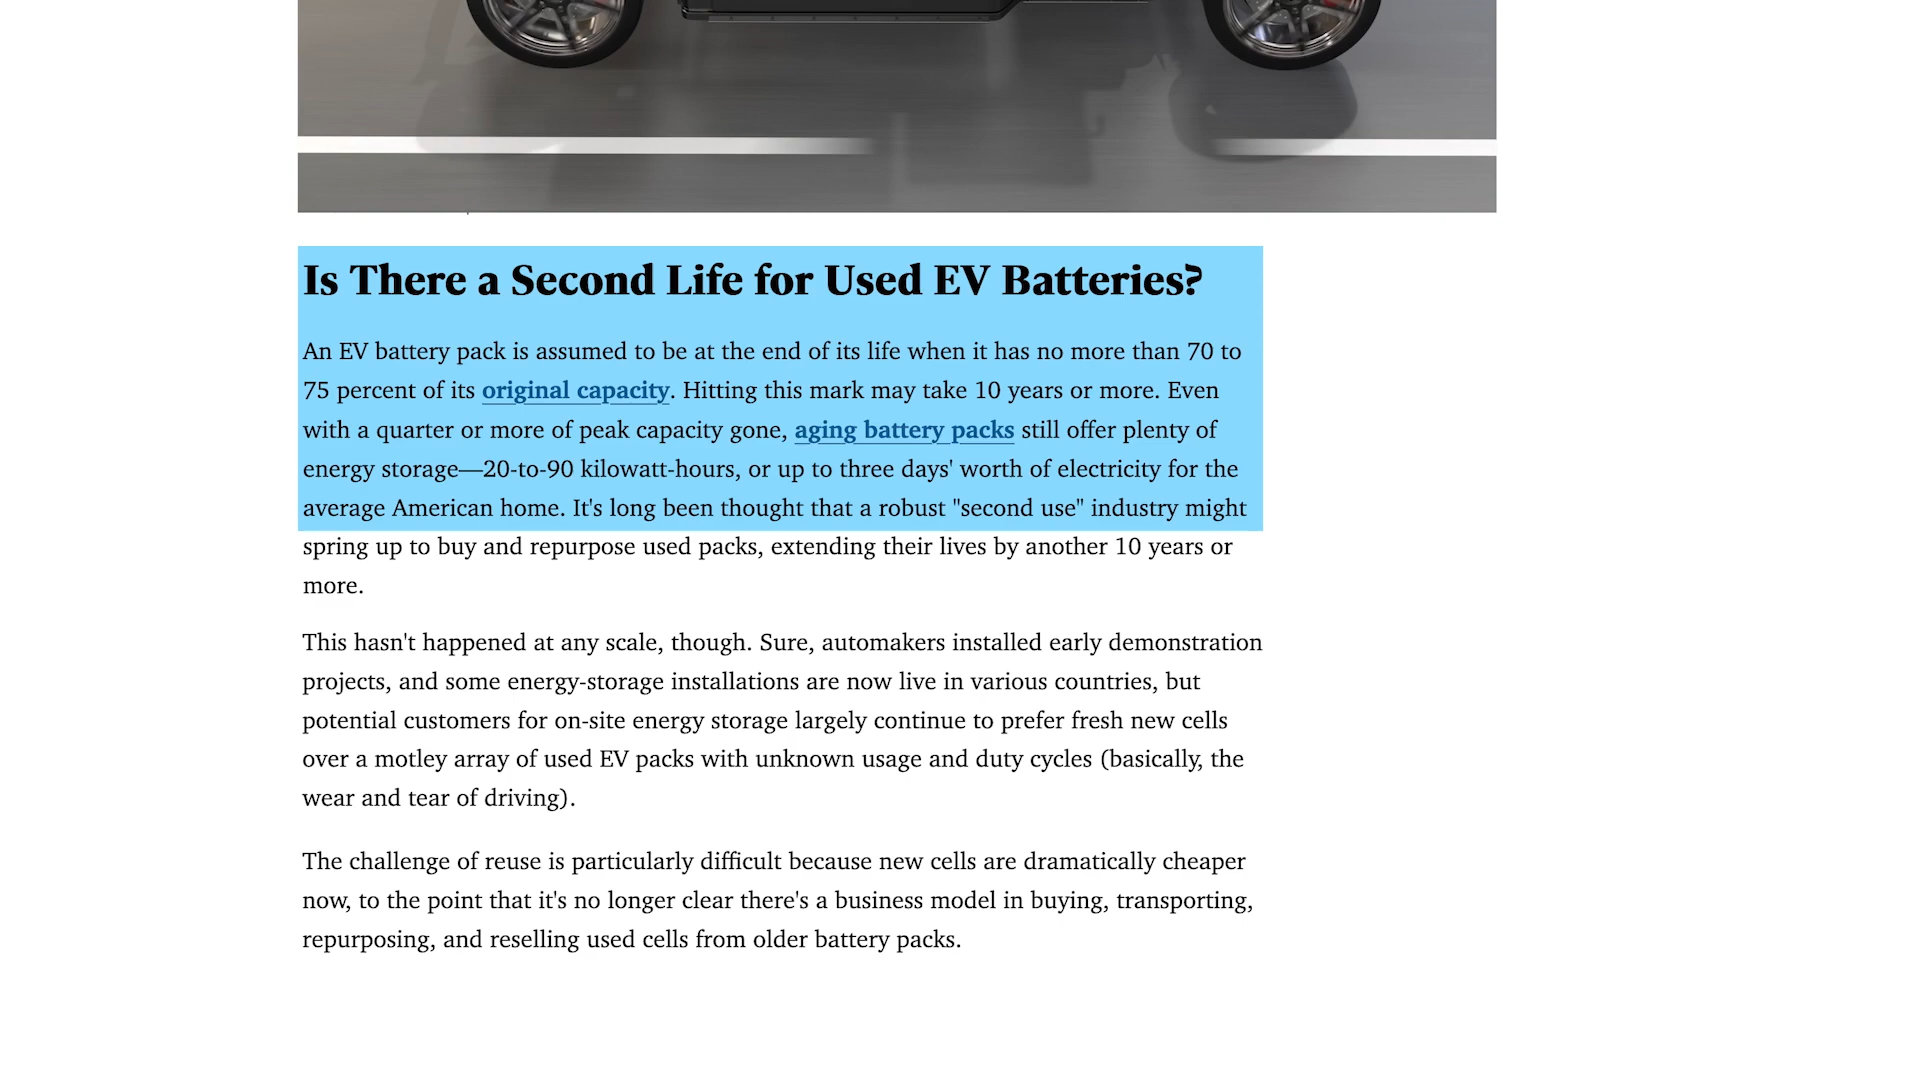 Is There a Second Life for Used EV Batteries?
An EV battery pack is assumed to be at the end of its life when it has no more than 70 to
75 percent of its original capacity. Hitting this mark may take 10 years or more. Even
with a quarter or more of peak capacity gone, aging battery packs still offer plenty of
energy storage—20-to-90 kilowatt-hours, or up to three days' worth of electricity for the
average American home. It's long been thought that a robust "second use" industry might
spring up to buy and repurpose used packs, extending their lives by another 10 years or
more.
This hasn't happened at any scale, though. Sure, automakers installed early demonstration
projects, and some energy-storage installations are now live in various countries, but
potential customers for on-site energy storage largely continue to prefer fresh new cells
over a motley array of used EV packs with unknown usage and duty cycles (basically, the
wear and tear of driving).
The challenge of reuse is particularly difficult because new cells are dramatically cheaper
now, to the point that it's no longer clear there's a business model in buying, transporting,
repurposing, and reselling used cells from older battery packs.